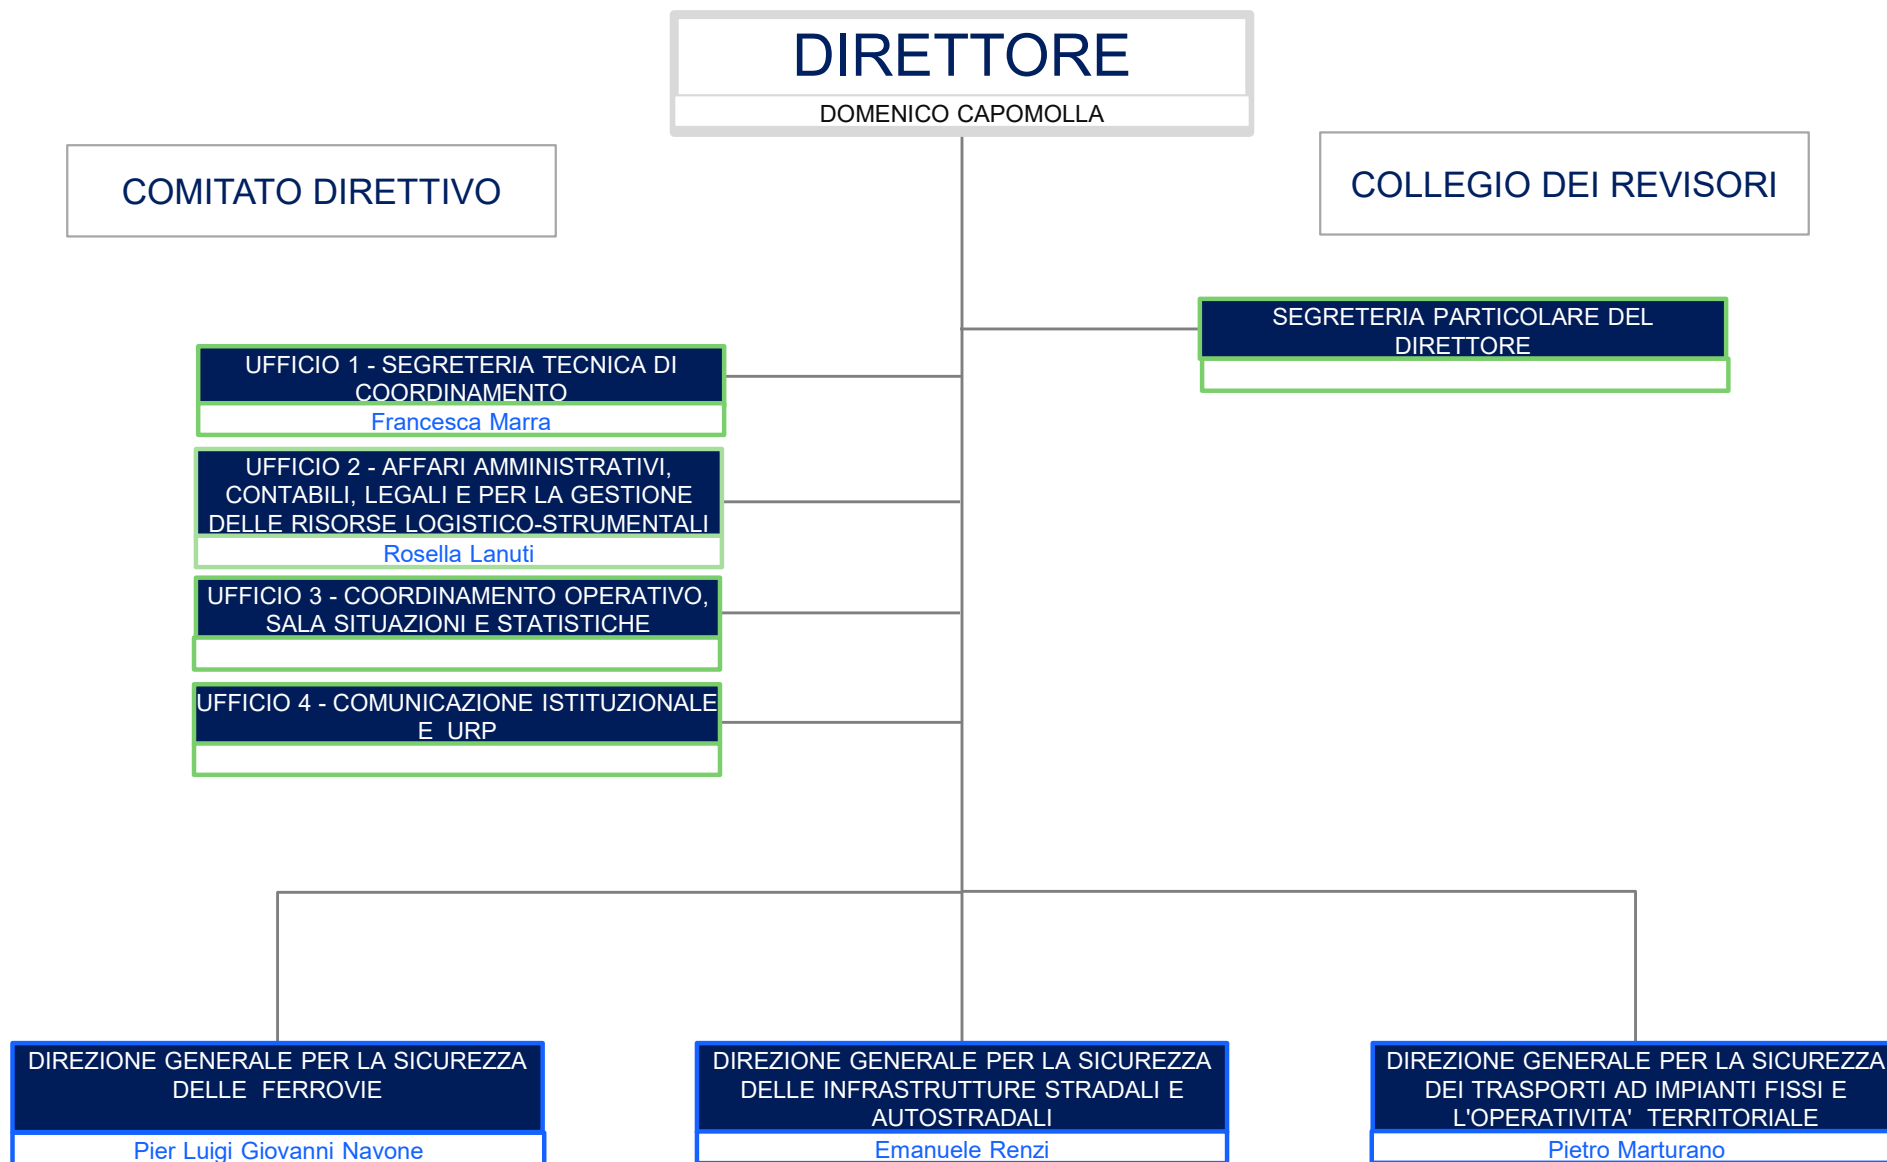 DIRETTORE
DOMENICO CAPOMOLLA
COMITATO DIRETTIVO
COLLEGIO DEI REVISORI
SEGRETERIA PARTICOLARE DEL
DIRETTORE
UFFICIO 1 - SEGRETERIA TECNICA DI
COORDINAMENTO
Francesca Marra
UFFICIO 2 - AFFARI AMMINISTRATIVI,
CONTABILI, LEGALI E PER LA GESTIONE
DELLE RISORSE LOGISTICO-STRUMENTALI
Rosella Lanuti
UFFICIO 3 - COORDINAMENTO OPERATIVO,
SALA SITUAZIONI E STATISTICHE
UFFICIO 4 - COMUNICAZIONE ISTITUZIONALE
E URP
DIREZIONE GENERALE PER LA SICUREZZA
DELLE FERROVIE
Pier Luigi Giovanni Navone
DIREZIONE GENERALE PER LA SICUREZZA
DELLE INFRASTRUTTURE STRADALI E
AUTOSTRADALI
Emanuele Renzi
DIREZIONE GENERALE PER LA SICUREZZA
DEI TRASPORTI AD IMPIANTI FISSI E
L'OPERATIVITA' TERRITORIALE
Pietro Marturano